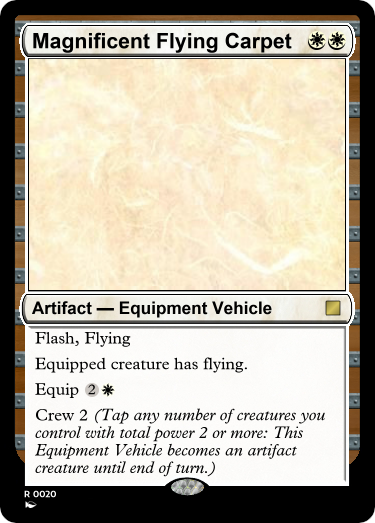 Magnificent Flying Carpet
Artifact — Equipment Vehicle
Flash, Flying
Equipped creature has flying.
Equip 2
Crew 2 (Tap any number of creatures you
control with total power 2 or more: This
Equipment Vehicle becomes an artifact
creature until end of turn.)
R 0020